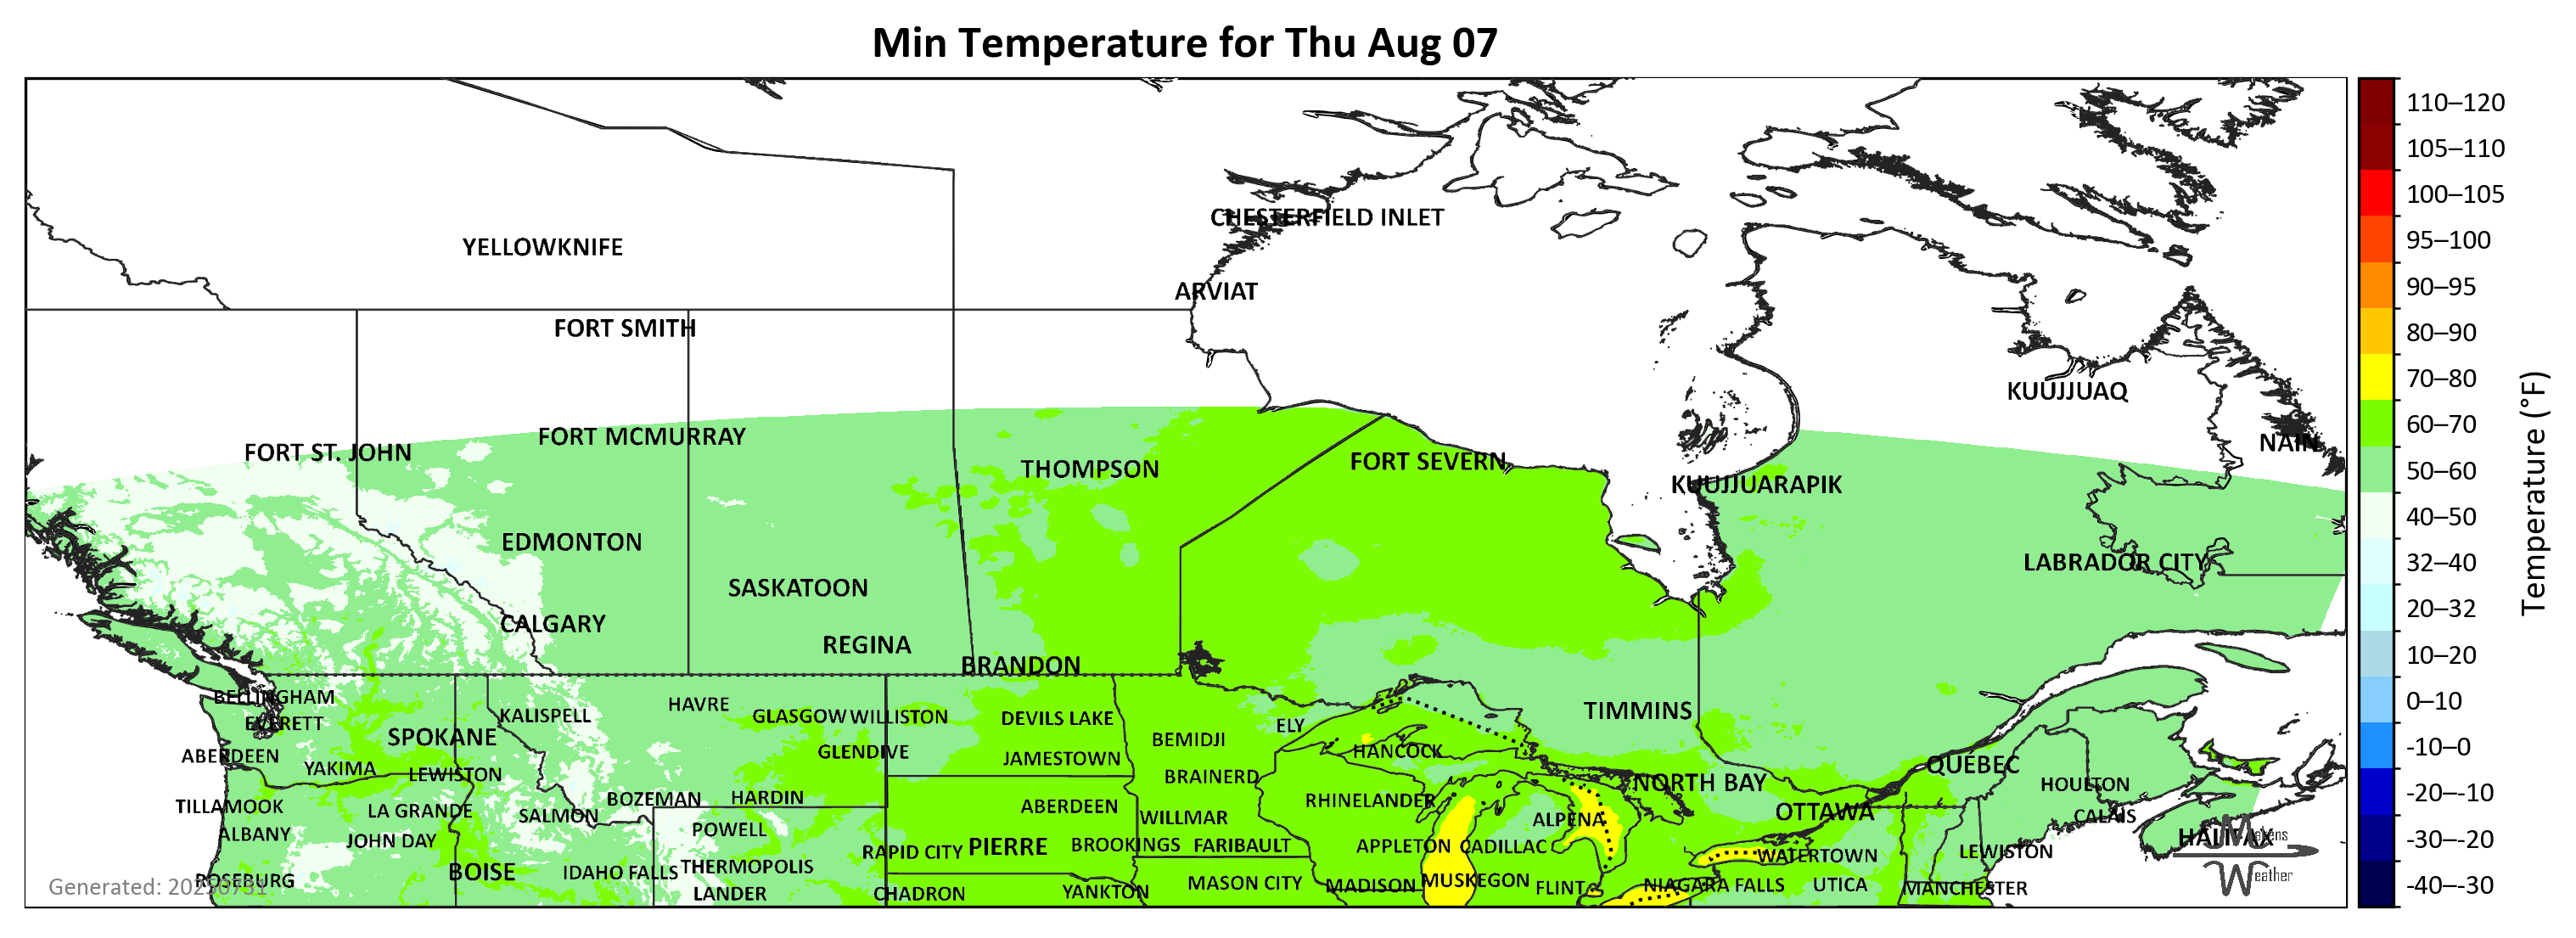 Min Temperature for Thu Aug 07
CHESTERFIELD INLET
YELLOWKNIFE
ARVIAT
FORT SMITH
KUUJJUAQ
FORT MCMURRAY
FORT ST. JOHN
NAIN
THOMPSON
FORT SEVERN
KUUJJUARAPIK
EDMONTON
LABRADOR CITY
SASKATOON
CALGARY
REGINA
BRANDON
BELLINGHAM
HAVRE
KALISPELL
GLASGOW WILLISTON
DEVILS LAKE
TIMMINS
EVERETT
ELY
SPOKANE
BEMIDJI
ABERDEEN
GLENDIVE
JAMESTOWN
HANCOCK
QUÉBEC
YAKIMA
LEWISTON
BRAINERD
NORTH BAY
HOULTON
TILLAMOOK
LA GRANDE
SALMON
BOZEMAN
HARDIN
ABERDEEN
WILLMAR
RHINELANDER
ALPENA
OTTAWA
CALAIS
ALBANY
JOHN DAY
POWELL
RAPID CITY
PIERRE
BROOKINGS
FARIBAULT
APPLETON
CADILLAC
WATERTOWN
LEWISTON
HALIFAX
Makens
Weather
ROSEBURG
BOISE
IDAHO FALLS
THERMOPOLIS
LANDER
CHADRON
YANKTON
MASON CITY
MADISON
MUSKEGON
FLINT
NIAGARA FALLS
UTICA
MANCHESTER
Generated: 20250731
110–120
105–110
100–105
95–100
90–95
80–90
70–80
60–70
50–60
40–50
32–40
20–32
10–20
0–10
-10–0
-20–-10
-30–-20
-40–-30
Temperature (°F)